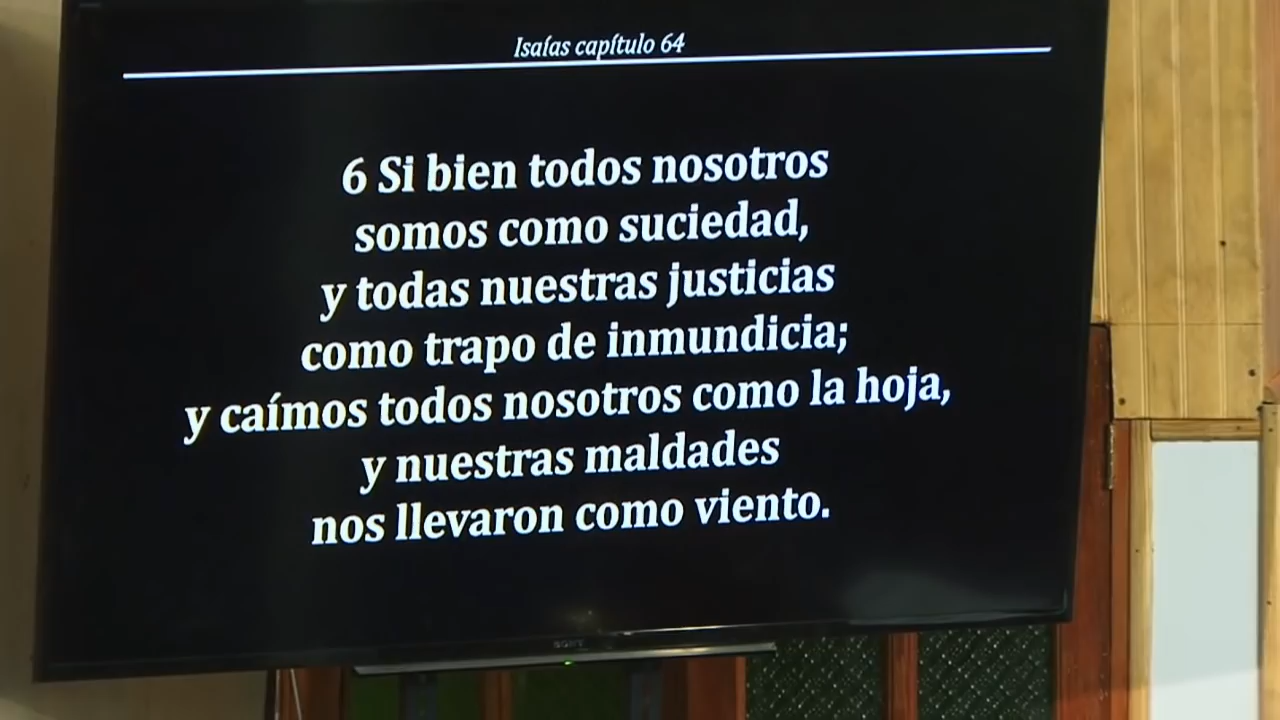 Isaías capítulo 64
6 Si bien todos nosotros
somos como suciedad,
y todas nuestras justicias
como trapo de inmundicia;
y caímos todos nosotros como la hoja,
y nuestras maldades
nos llevaron como viento.
SONY